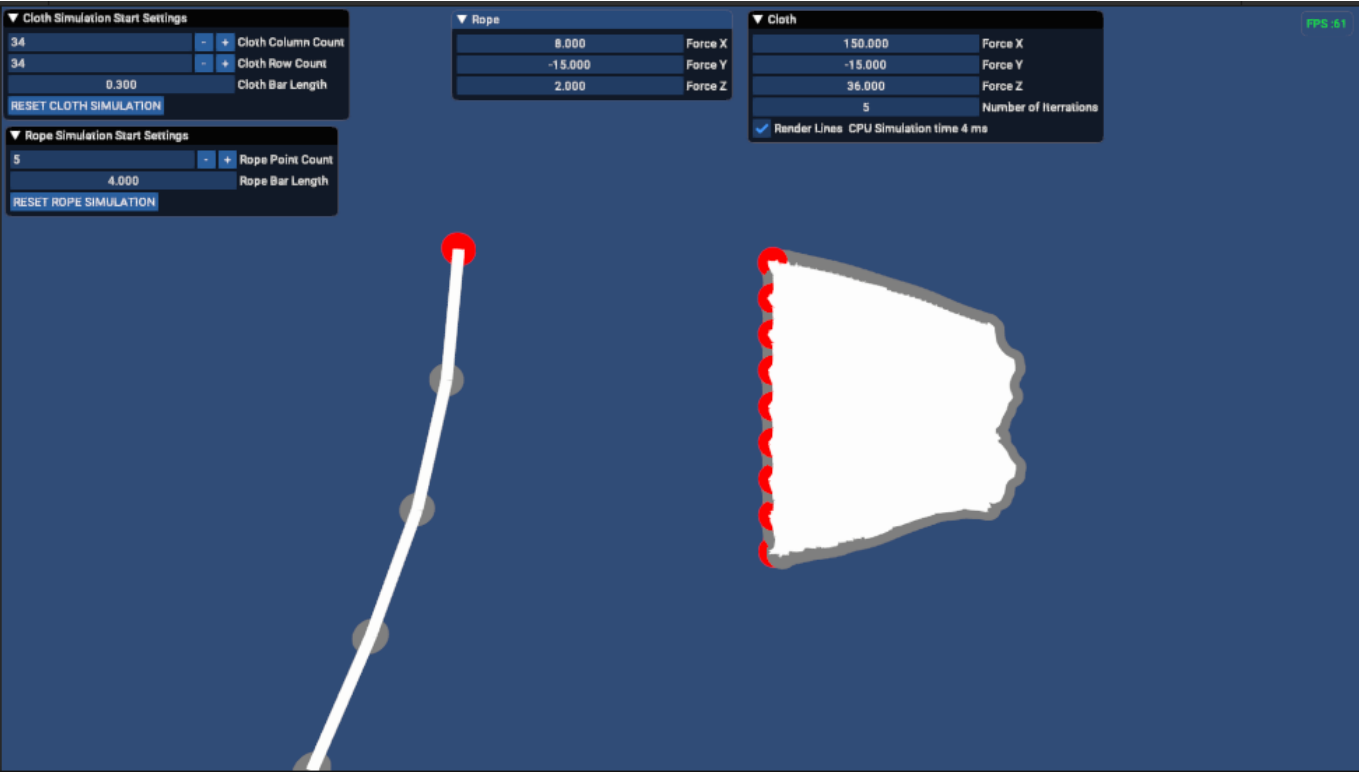 Cloth Simulation Start Settings
34 - + Cloth Column Count
34 - + Cloth Row Count
0.300 Cloth Bar Length
RESET CLOTH SIMULATION
Rope Simulation Start Settings
5 - + Rope Point Count
4.000 Rope Bar Length
RESET ROPE SIMULATION
Rope
8.000 Force X
-15.000 Force Y
2.000 Force Z
Cloth
150.000 Force X
-15.000 Force Y
36.000 Force Z
5 Number of Iterrations
Render Lines CPU Simulation time 4 ms
FPS :61